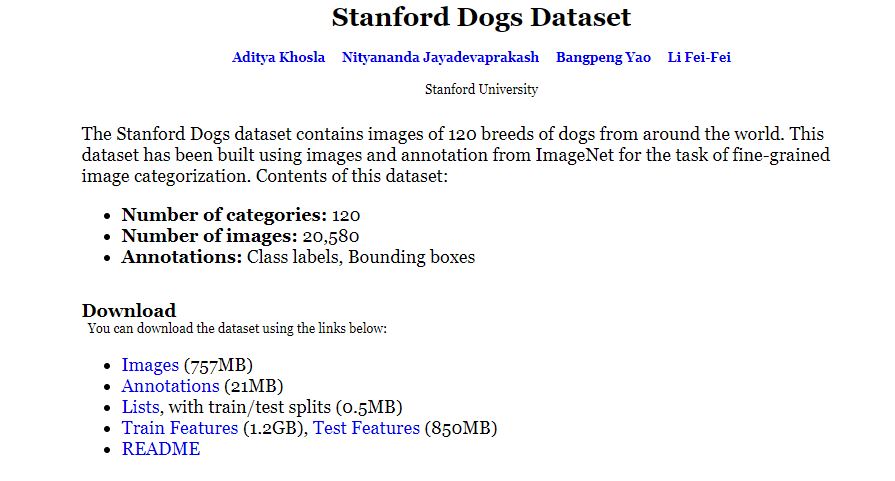 Stanford Dogs Dataset
Aditya Khosla Nityananda Jayadevaprakash Bangpeng Yao Li Fei-Fei
Stanford University
The Stanford Dogs dataset contains images of 120 breeds of dogs from around the world. This
dataset has been built using images and annotation from ImageNet for the task of fine-grained
image categorization. Contents of this dataset:
• Number of categories: 120
• Number of images: 20,580
• Annotations: Class labels, Bounding boxes
Download
You can download the dataset using the links below:
• Images (757MB)
• Annotations (21MB)
• Lists, with train/test splits (0.5MB)
• Train Features (1.2GB), Test Features (850MB)
• README